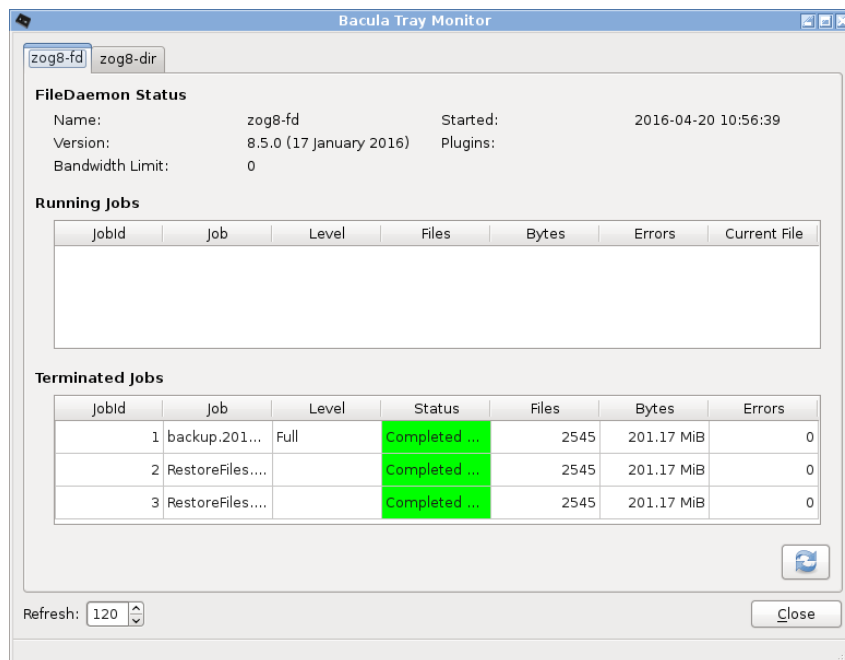 Bacula Tray Monitor
zog8-fd zog8-dir
FileDaemon Status
Name: zog8-fd Started: 2016-04-20 10:56:39
Version: 8.5.0 (17 January 2016) Plugins:
Bandwidth Limit: 0
Running Jobs
JobId Job Level Files Bytes Errors Current File
Terminated Jobs
JobId Job Level Status Files Bytes Errors
1 backup.201... Full Completed ... 2545 201.17 MiB 0
2 RestoreFiles.... Completed ... 2545 201.17 MiB 0
3 RestoreFiles.... Completed ... 2545 201.17 MiB 0
Refresh: 120 Close